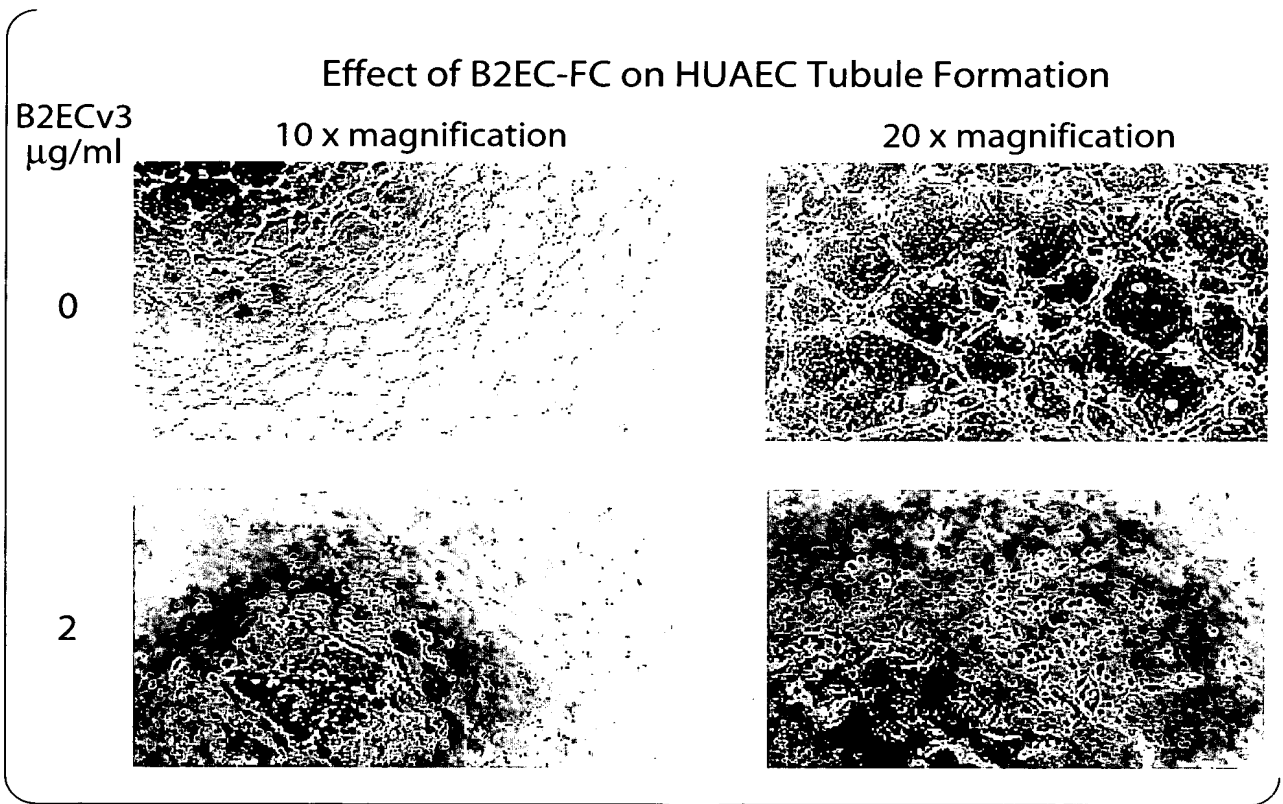 Effect of B2EC-FC on HUAEC Tubule Formation
B2ECv3
µg/ml
10 x magnification
20 x magnification
0
2